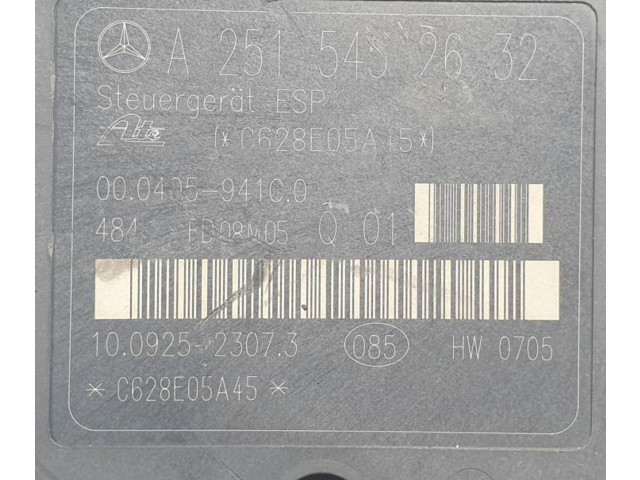 A 251 545 26 32
Steuergerät ESP
Ate (*C628E05A45*)
00.0405-941C.0
484 FD08M05 Q 01
10.0925-2307.3 085 HW 0705
*C628E05A45*